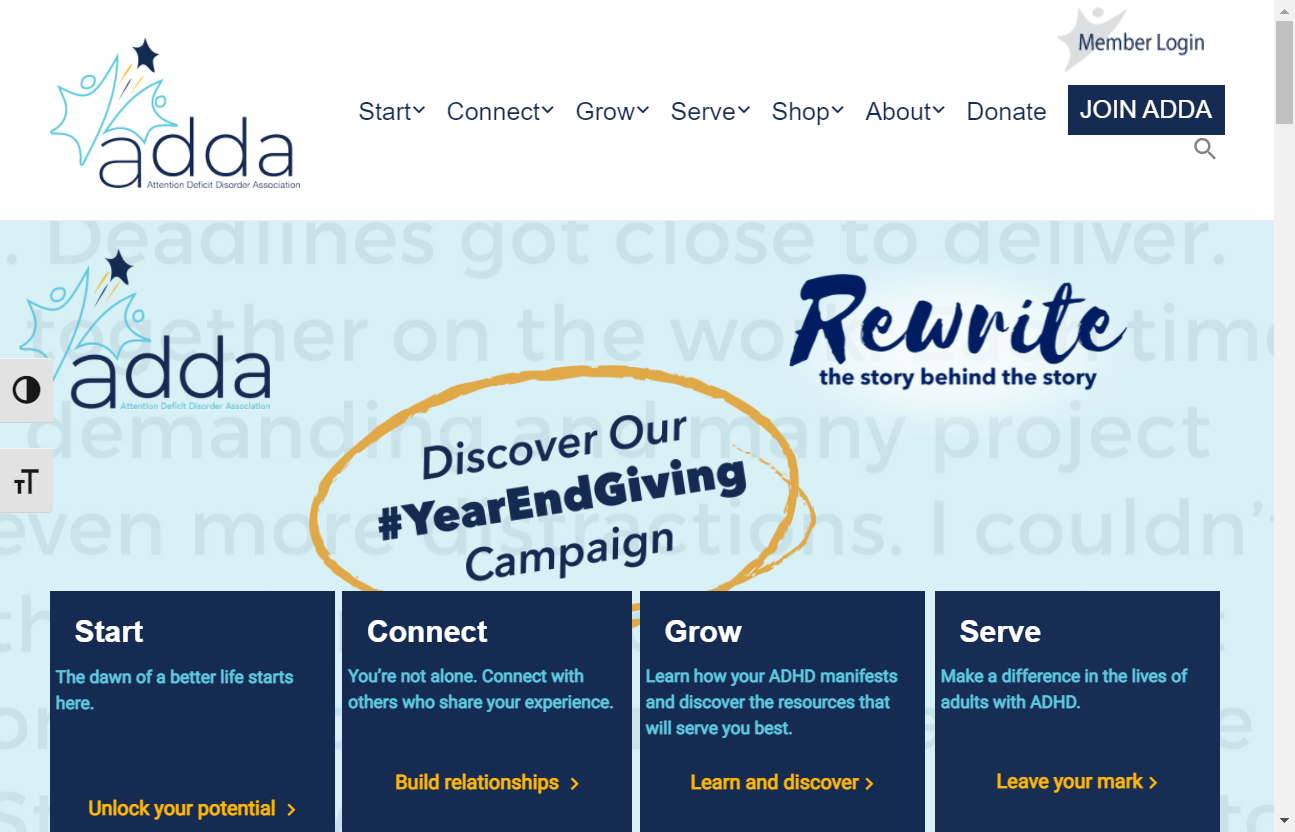 Member Login
adda
Attention Deficit Disorder Association
Start Connect Grow Serve Shop About Donate JOIN ADDA
. Deadlines got close to deliver.
adda
Attention Deficit Disorder Association
Rewrite
the story behind the story
together on the
demanding many project
even more distractions. I couldn’t
Discover Our
#YearEndGiving
Campaign
Start
The dawn of a better life starts
here.
Unlock your potential
Connect
You’re not alone. Connect with
others who share your experience.
Build relationships
Grow
Learn how your ADHD manifests
and discover the resources that
will serve you best.
Learn and discover
Serve
Make a difference in the lives of
adults with ADHD.
Leave your mark